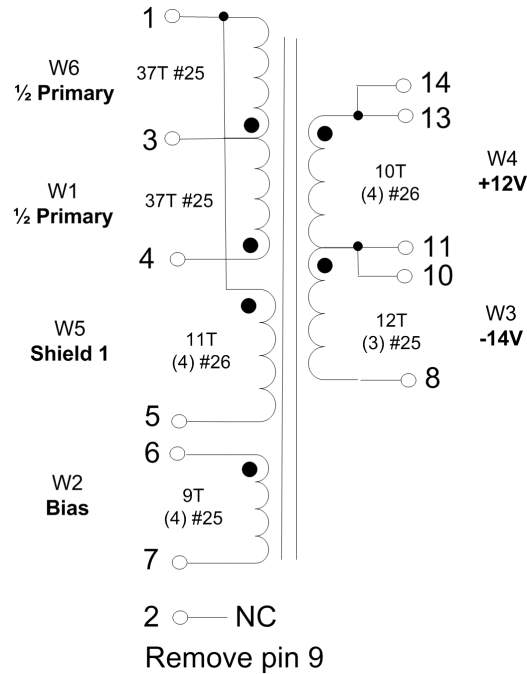 1
W6
½ Primary
37T #25
3
W1
½ Primary
37T #25
4
W5
Shield 1
11T
(4) #26
5
6
W2
Bias
9T
(4) #25
7
2
NC
Remove pin 9
14
13
10T
(4) #26
W4
+12V
11
10
12T
(3) #25
W3
-14V
8